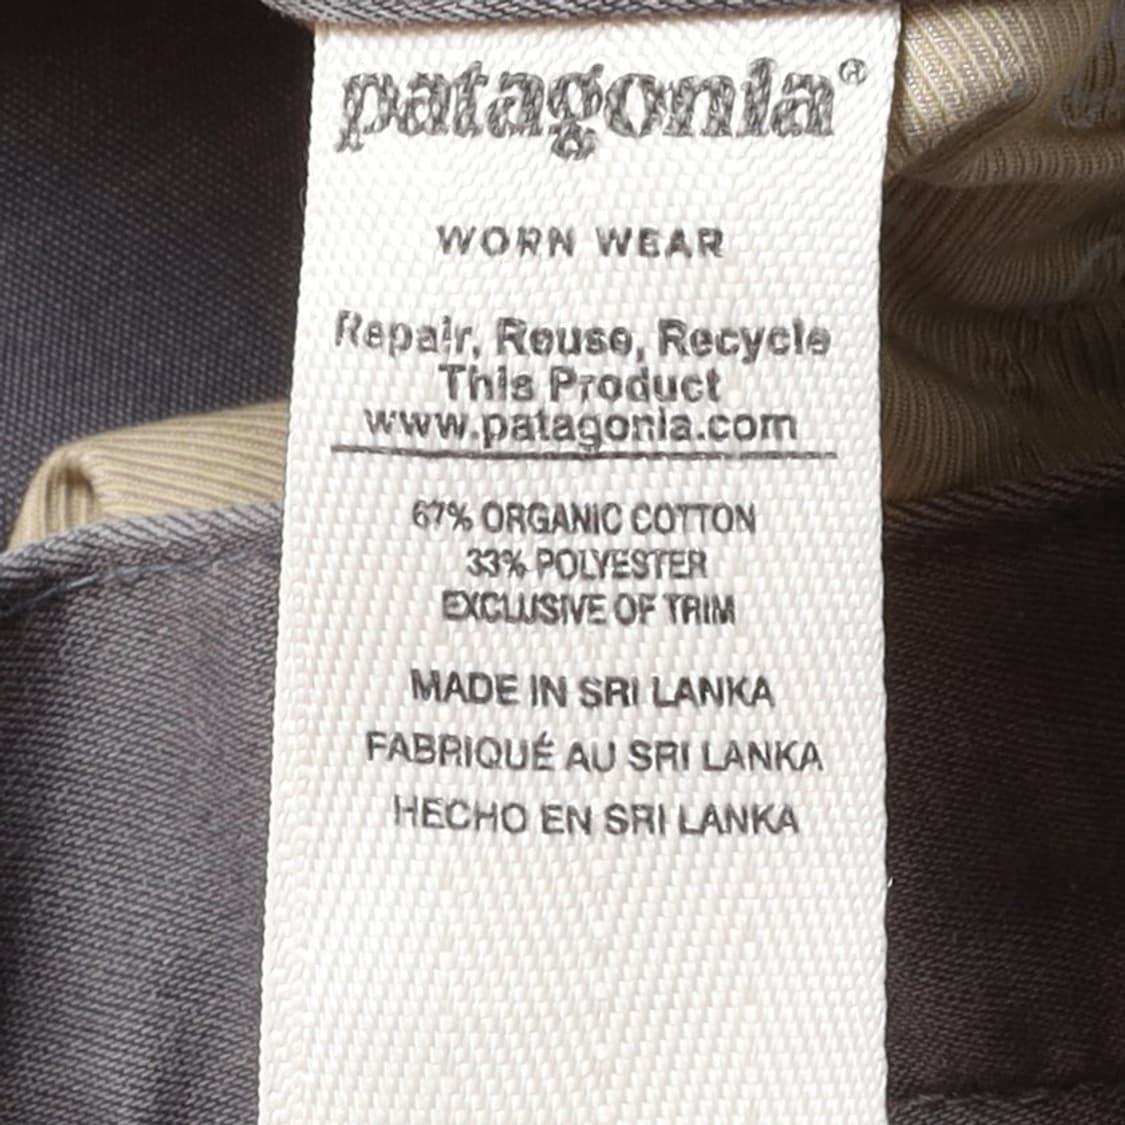 patagonia®
WORN WEAR
Repair, Reuse, Recycle
This Product
www.patagonia.com
67% ORGANIC COTTON
33% POLYESTER
EXCLUSIVE OF TRIM
MADE IN SRI LANKA
FABRIQUÉ AU SRI LANKA
HECHO EN SRI LANKA